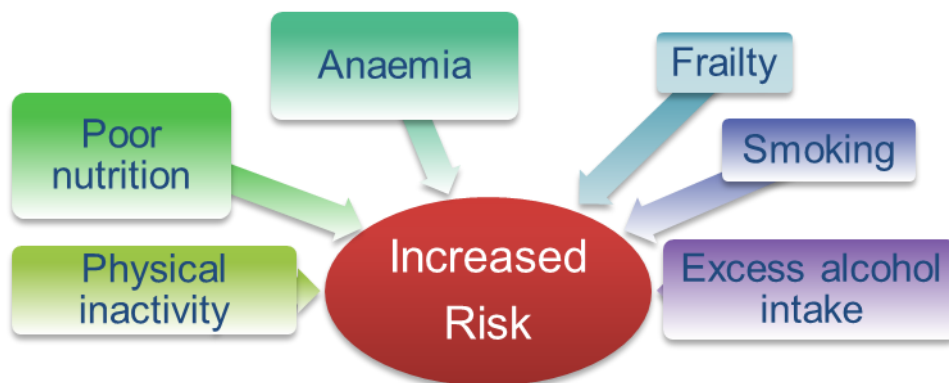 Anaemia
Frailty
Poor
nutrition
Smoking
Physical
inactivity
Increased
Risk
Excess alcohol
intake